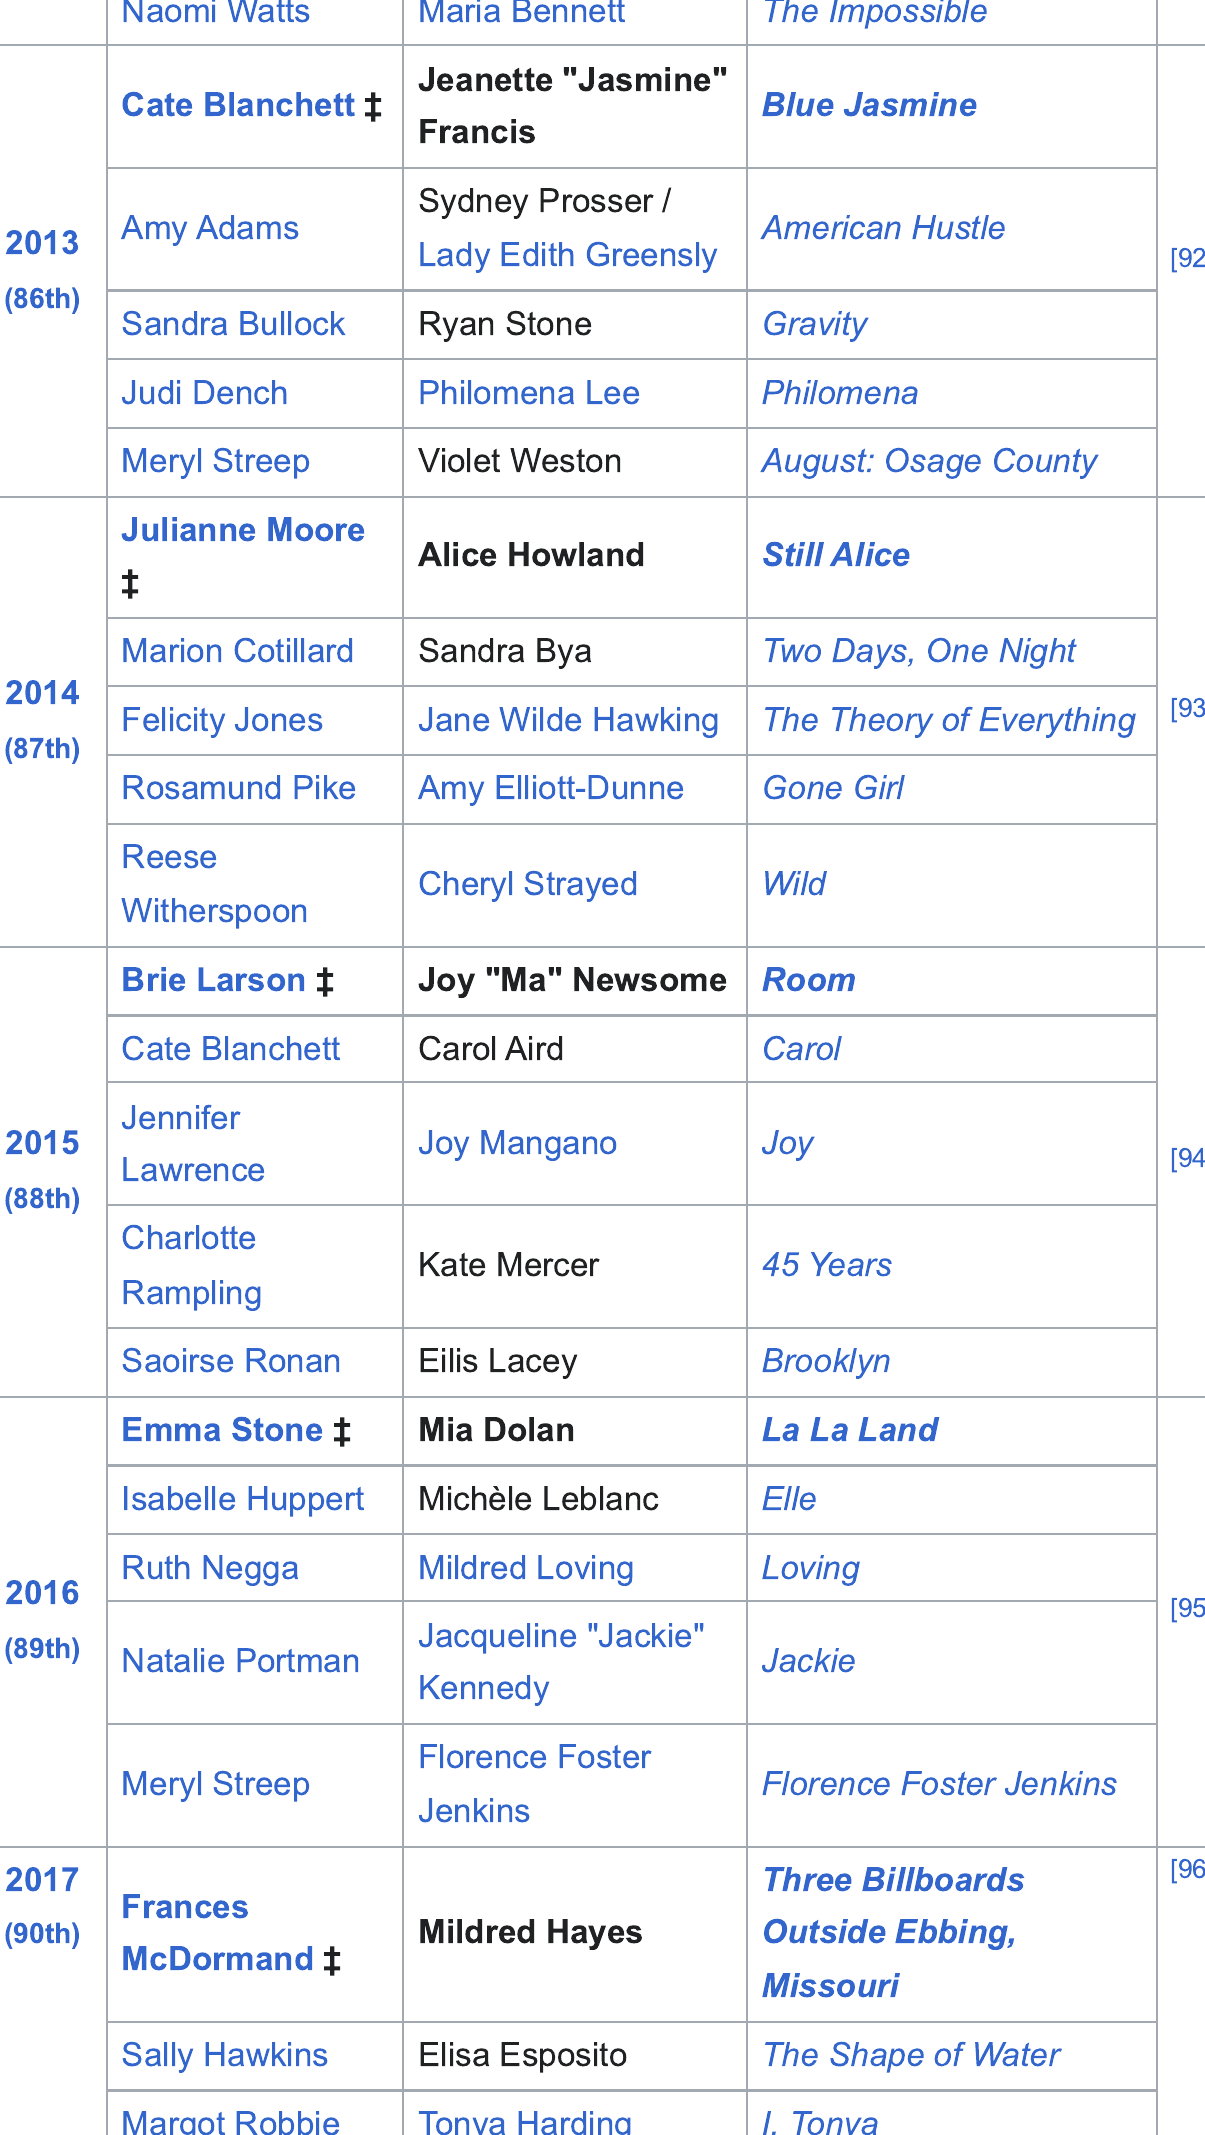 Naomi Watts Maria Bennett The Impossible
2013
(86th)
Cate Blanchett ‡
Jeanette "Jasmine"
Francis
Blue Jasmine
[92
Amy Adams
Sydney Prosser /
Lady Edith Greensly
American Hustle
Sandra Bullock Ryan Stone Gravity
Judi Dench Philomena Lee Philomena
Meryl Streep Violet Weston August: Osage County
2014
(87th)
Julianne Moore
‡
Alice Howland
Still Alice
[93
Marion Cotillard Sandra Bya Two Days, One Night
Felicity Jones Jane Wilde Hawking The Theory of Everything
Rosamund Pike Amy Elliott-Dunne Gone Girl
Reese
Witherspoon
Cheryl Strayed
Wild
2015
(88th)
Brie Larson ‡ Joy "Ma" Newsome Room
[94
Cate Blanchett Carol Aird Carol
Jennifer
Lawrence
Joy Mangano
Joy
Charlotte
Rampling
Kate Mercer
45 Years
Saoirse Ronan Eilis Lacey Brooklyn
2016
(89th)
Emma Stone ‡ Mia Dolan La La Land
[95
Isabelle Huppert Michèle Leblanc Elle
Ruth Negga Mildred Loving Loving
Natalie Portman
Jacqueline "Jackie"
Kennedy
Jackie
Meryl Streep
Florence Foster
Jenkins
Florence Foster Jenkins
2017
(90th)
Frances
McDormand ‡
Mildred Hayes
Three Billboards
Outside Ebbing,
Missouri
[96
Sally Hawkins Elisa Esposito The Shape of Water
Margot Robbie Tonya Harding I, Tonya